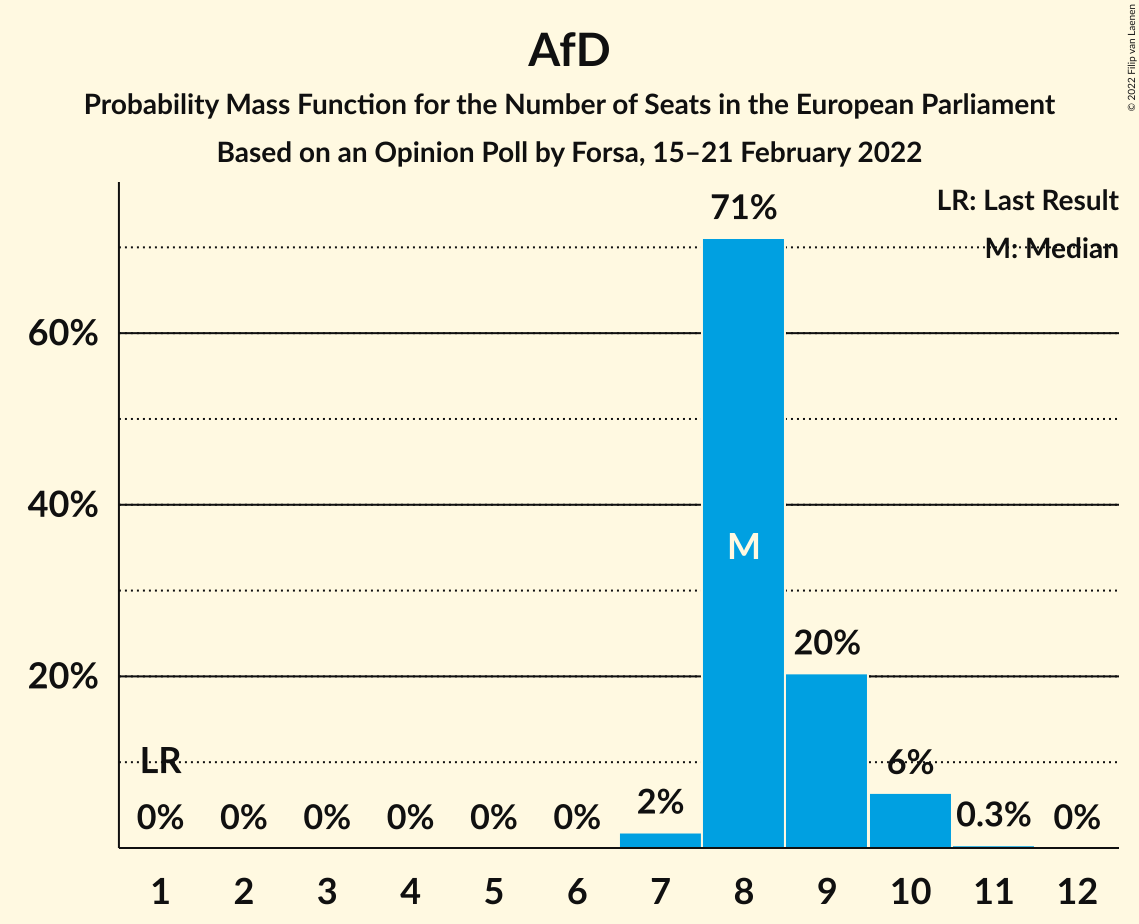 © 2022 Filip van Laenen
AfD
Probability Mass Function for the Number of Seats in the European Parliament
Based on an Opinion Poll by Forsa, 15–21 February 2022
LR: Last Result
M: Median
71%
60%
40%
M
20%
20%
LR
6%
2%
0.3%
0% 0% 0% 0% 0% 0% 0%
1 2 3 4 5 6 7 8 9 10 11 12